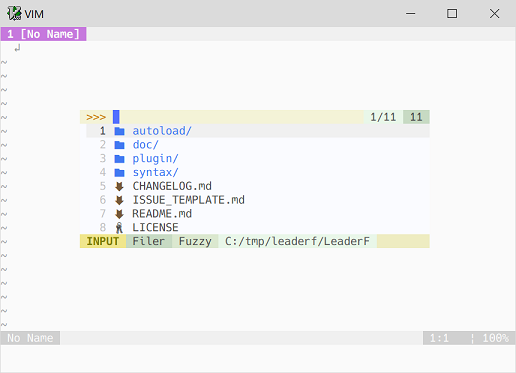 VIM
1 [No Name]
~
~
~
~
>>> 1/11 11
1 autoload/
2 doc/
3 plugin/
4 syntax/
5 CHANGELOG.md
6 ISSUE_TEMPLATE.md
7 README.md
8 LICENSE
INPUT Filer Fuzzy C:/tmp/leaderf/LeaderF
~
~
~
~
~
~
No Name 1:1 ¦ 100%